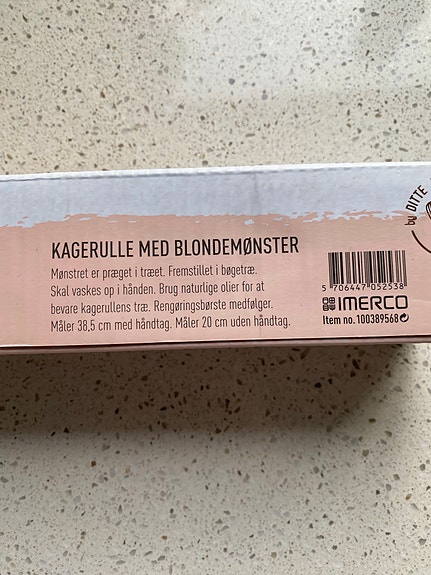 by DITTE
KAGERULLE MED BLONDEMØNSTER
Mønstret er præget i træet. Fremstillet i bøgetræ.
Skal vaskes op i hånden. Brug naturlige olier for at
bevare kagerullens træ. Rengøringsbørste medfølger.
Måler 38,5 cm med håndtag. Måler 20 cm uden håndtag.
5 706447 052538
IMERCO
Item no. 100389568